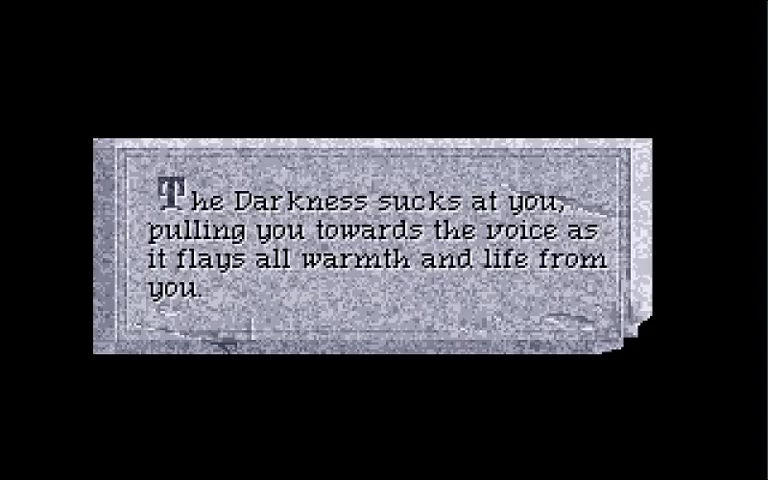 The Darkness sucks at you,
pulling you towards the voice as
it flays all warmth and life from
you.